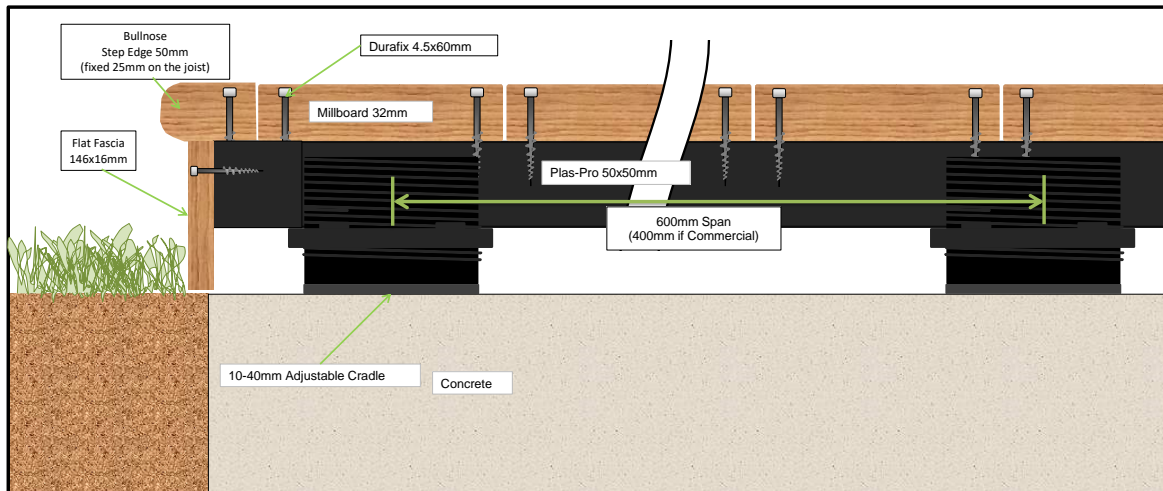 Bullnose
Step Edge 50mm
(fixed 25mm on the joist)
Durafix 4.5x60mm
Millboard 32mm
Flat Fascia
146x16mm
Plas-Pro 50x50mm
600mm Span
(400mm if Commercial)
10-40mm Adjustable Cradle
Concrete